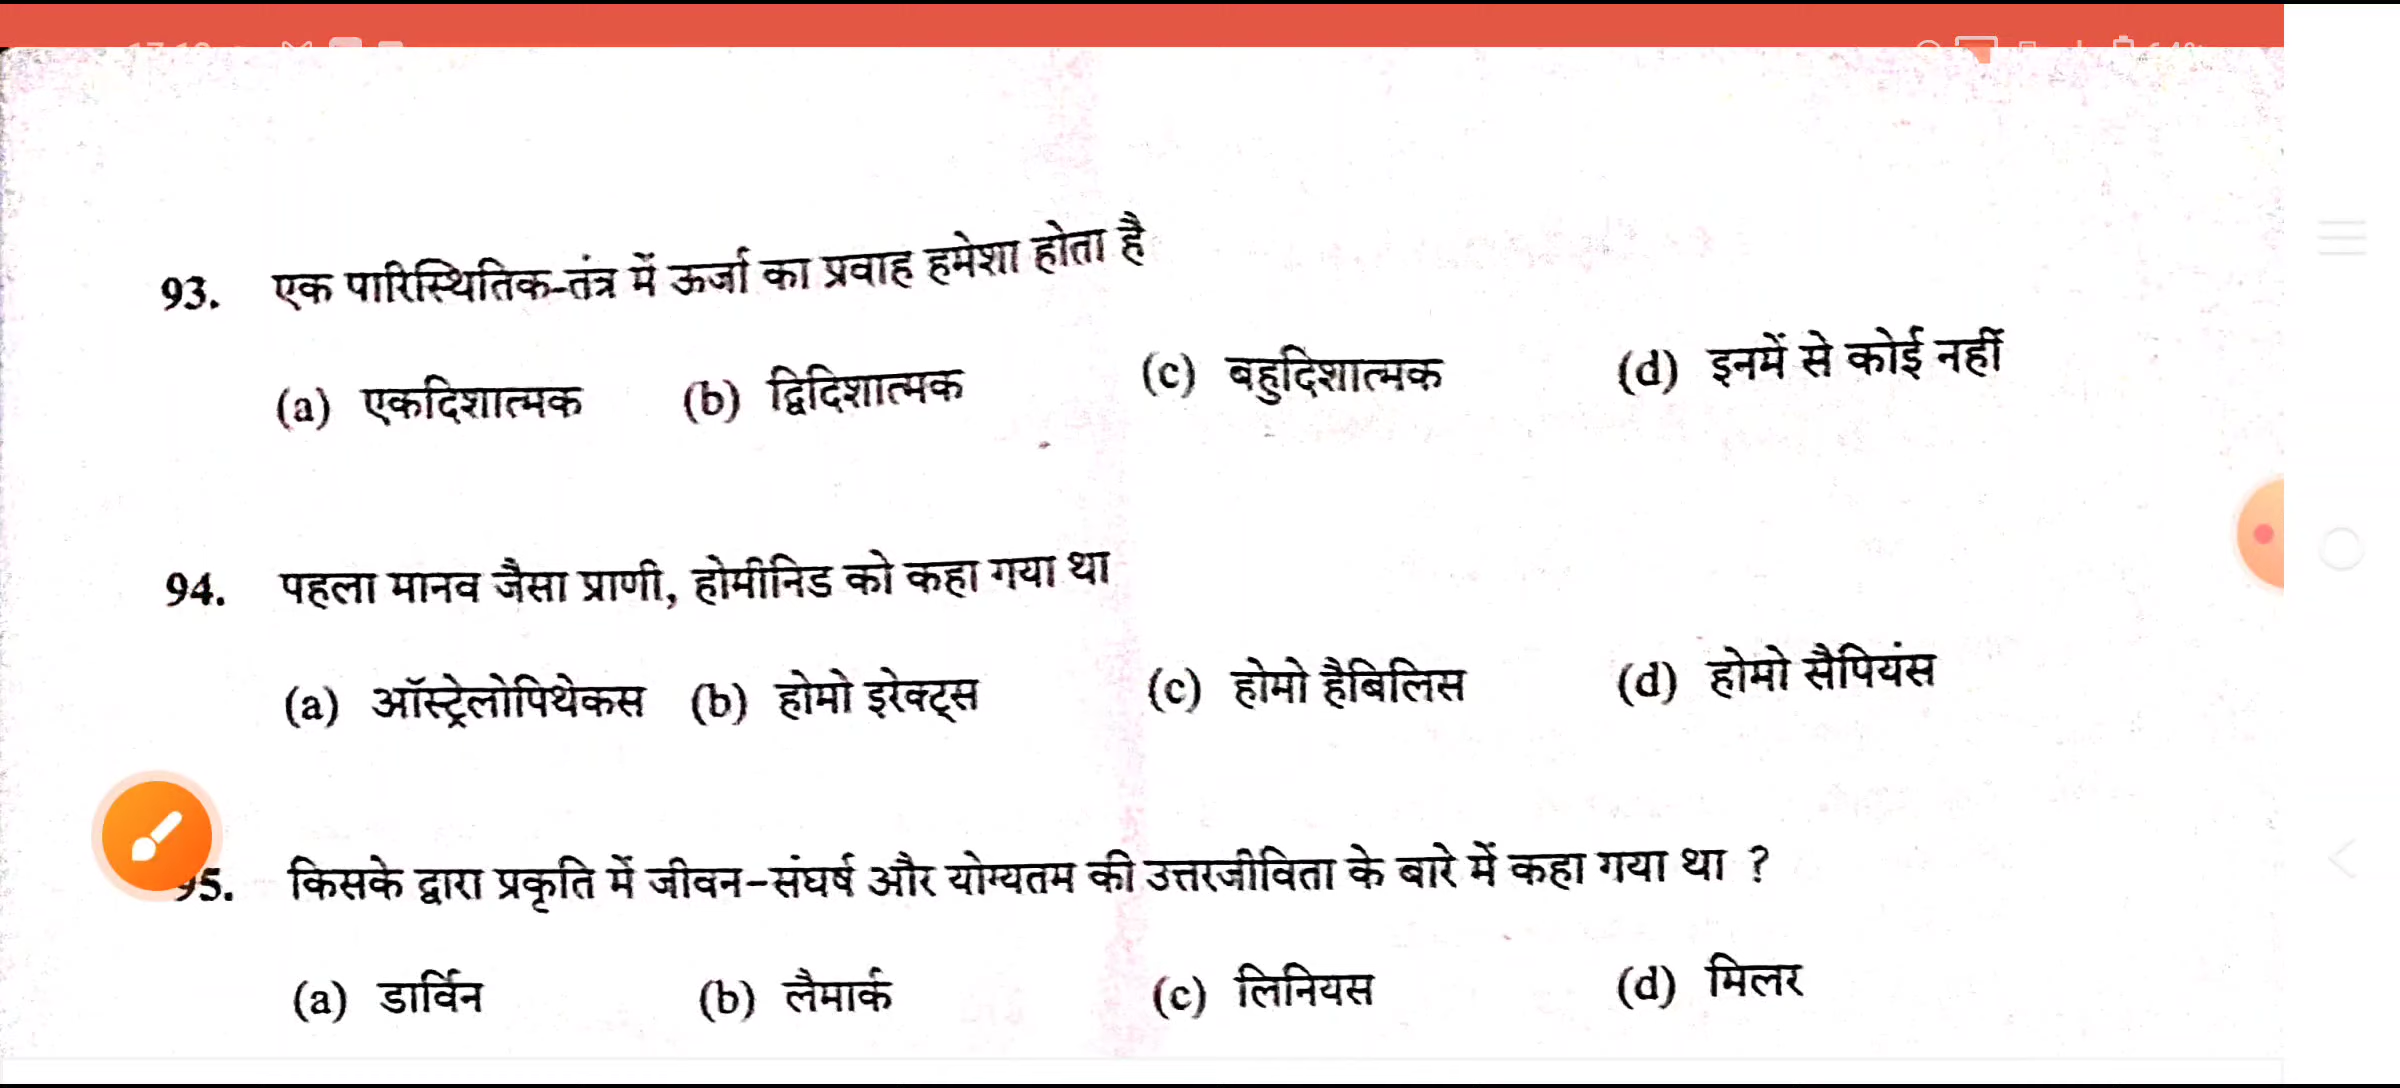 93. एक पारिस्थितिक-तंत्र में ऊर्जा का प्रवाह हमेशा होता है
(a) एकदिशात्मक (b) द्विदिशात्मक (c) बहुदिशात्मक (d) इनमें से कोई नहीं
94. पहला मानव जैसा प्राणी, होमीनिड को कहा गया था
(a) ऑस्ट्रेलोपिथेकस (b) होमो इरेक्ट्स (c) होमो हैबिलिस (d) होमो सैपियंस
95. किसके द्वारा प्रकृति में जीवन-संघर्ष और योग्यतम की उत्तरजीविता के बारे में कहा गया था ?
(a) डार्विन (b) लैमार्क (c) लिनियस (d) मिलर